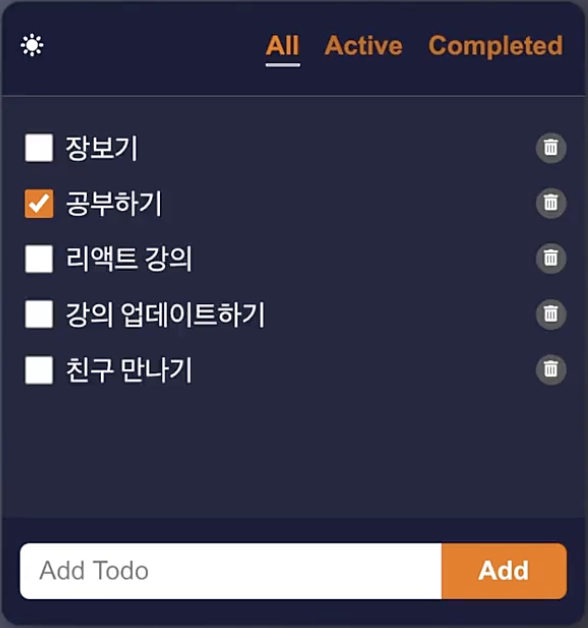 All Active Completed
장보기
공부하기
리액트 강의
강의 업데이트하기
친구 만나기
Add Todo Add